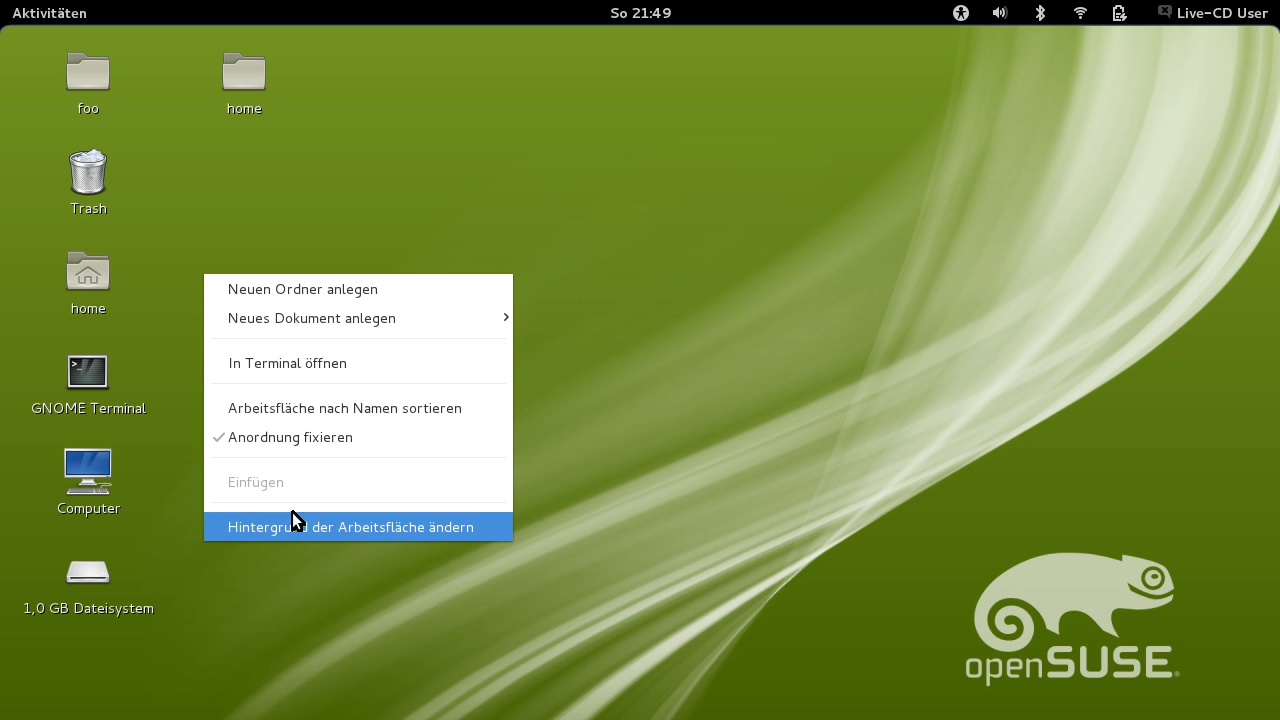 Aktivitäten
So 21:49
Live-CD User
foo
home
Trash
home
GNOME Terminal
Computer
1,0 GB Dateisystem
Neuen Ordner anlegen
Neues Dokument anlegen
In Terminal öffnen
Arbeitsfläche nach Namen sortieren
Anordnung fixieren
Einfügen
Hintergrund der Arbeitsfläche ändern
openSUSE